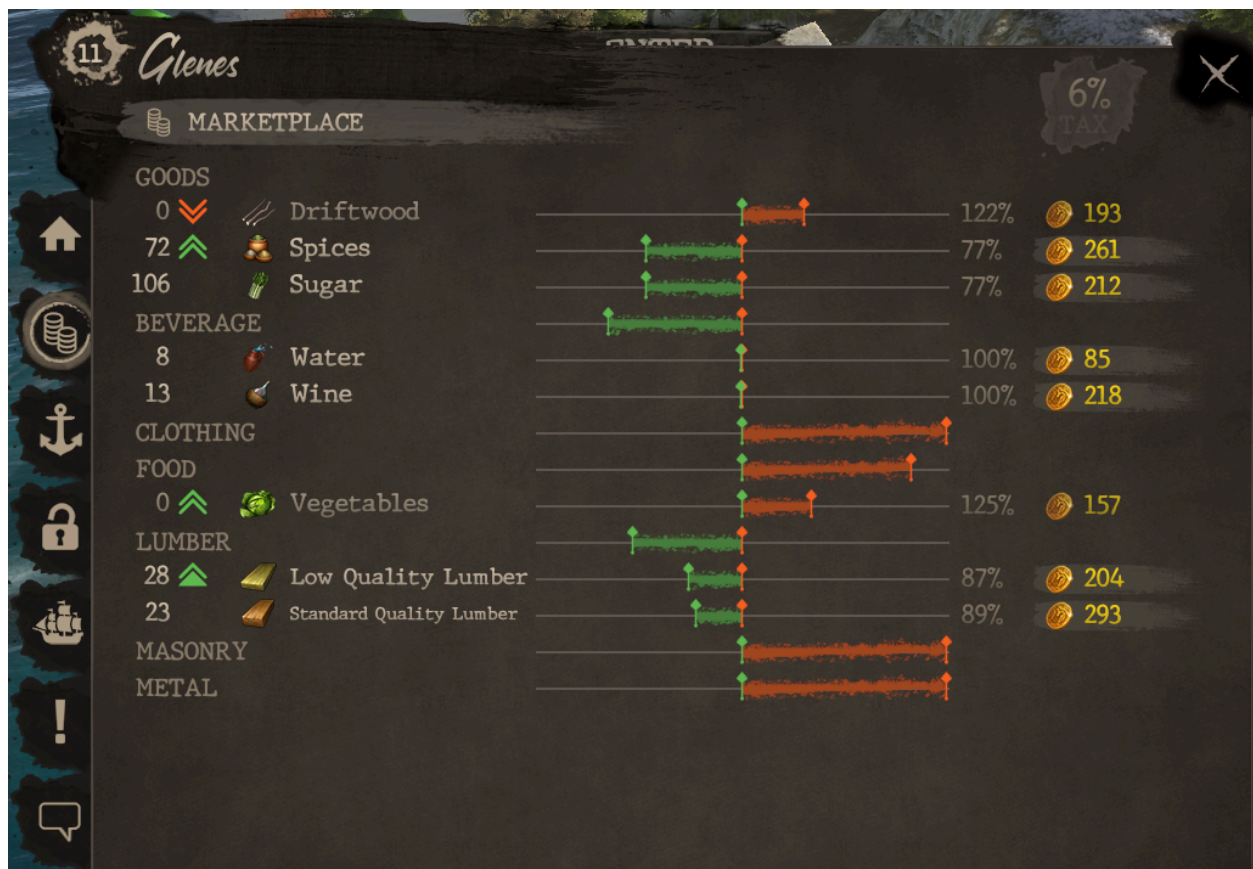 11 Glenes
ENTER
6%
TAX
MARKETPLACE
GOODS
0 Driftwood 122% 193
72 Spices 77% 261
106 Sugar 77% 212
BEVERAGE
8 Water 100% 85
13 Wine 100% 218
CLOTHING
FOOD
0 Vegetables 125% 157
LUMBER
28 Low Quality Lumber 87% 204
23 Standard Quality Lumber 89% 293
MASONRY
METAL
!